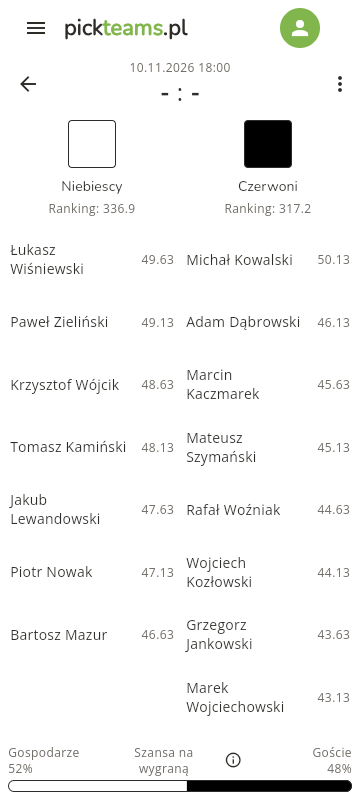 pickteams.pl
10.11.2026 18:00
- : -
Niebiescy
Ranking: 336.9
Czerwoni
Ranking: 317.2
Łukasz
Wiśniewski 49.63
Michał Kowalski 50.13
Paweł Zieliński 49.13
Adam Dąbrowski 46.13
Krzysztof Wójcik 48.63
Marcin
Kaczmarek 45.63
Tomasz Kamiński 48.13
Mateusz
Szymański 45.13
Jakub
Lewandowski 47.63
Rafał Woźniak 44.63
Piotr Nowak 47.13
Wojciech
Kozłowski 44.13
Bartosz Mazur 46.63
Grzegorz
Jankowski 43.63
Marek
Wojciechowski 43.13
Gospodarze
52%
Szansa na
wygraną
Goście
48%